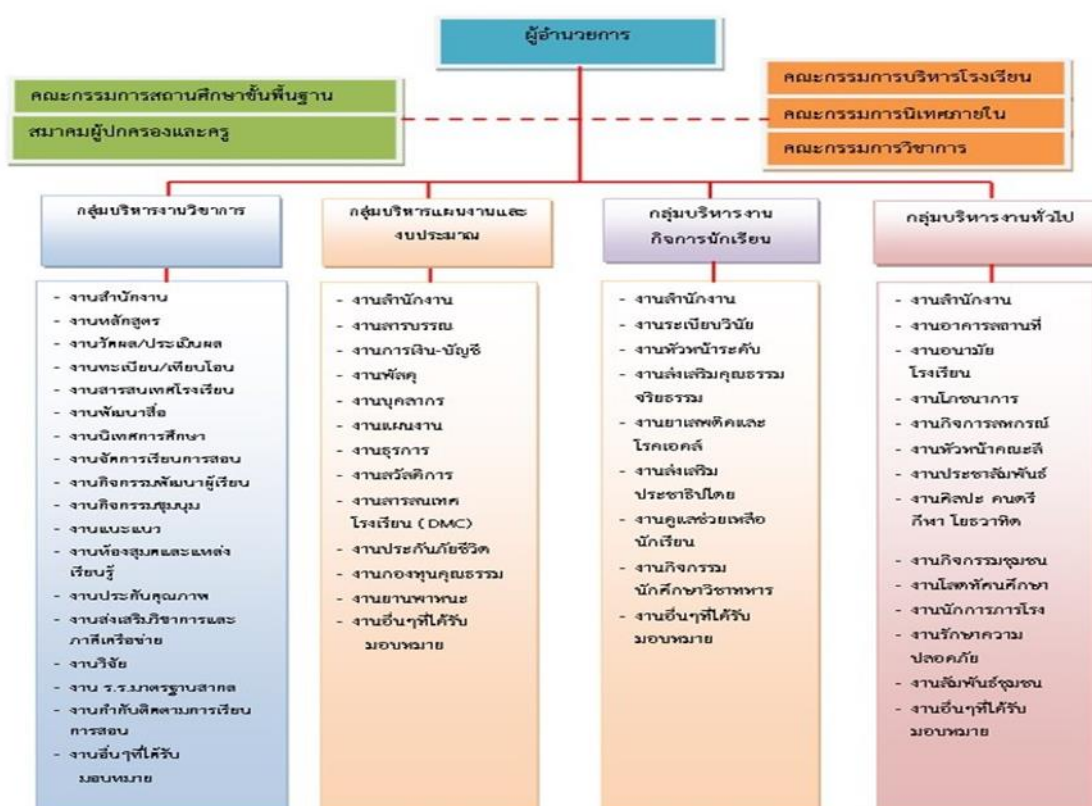 ผู้อำนวยการ
คณะกรรมการสถานศึกษาขั้นพื้นฐาน
สมาคมผู้ปกครองและครู
คณะกรรมการบริหารโรงเรียน
คณะกรรมการนิเทศภายใน
คณะกรรมการวิชาการ
กลุ่มบริหารงานวิชาการ
- งานสำนักงาน
- งานหลักสูตร
- งานวัดผล/ประเมินผล
- งานทะเบียน/เทียบโอน
- งานสารสนเทศโรงเรียน
- งานพัฒนาสื่อ
- งานนิเทศการศึกษา
- งานจัดการเรียนการสอน
- งานกิจกรรมพัฒนาผู้เรียน
- งานกิจกรรมชุมนุม
- งานแนะแนว
- งานห้องสมุดและแหล่ง
เรียนรู้
- งานประกันคุณภาพ
- งานส่งเสริมวิชาการและ
ภาคีเครือข่าย
- งานวิจัย
- งาน ร.ร.มาตรฐานสากล
- งานกำกับติดตามการเรียน
การสอน
- งานอื่นๆที่ได้รับ
มอบหมาย
กลุ่มบริหารแผนงานและ
งบประมาณ
- งานสำนักงาน
- งานสารบรรณ
- งานการเงิน-บัญชี
- งานพัสดุ
- งานบุคลากร
- งานแผนงาน
- งานธุรการ
- งานสวัสดิการ
- งานสารสนเทศ
โรงเรียน ( DMC)
- งานประกันภัยชีวิต
- งานกองทุนคุณธรรม
- งานยานพาหนะ
- งานอื่นๆที่ได้รับ
มอบหมาย
กลุ่มบริหารงาน
กิจการนักเรียน
- งานสำนักงาน
- งานระเบียบวินัย
- งานหัวหน้าระดับ
- งานส่งเสริมคุณธรรม
จริยธรรม
- งานยาเสพติดและ
โรคเอดส์
- งานส่งเสริม
ประชาธิปไตย
- งานดูแลช่วยเหลือ
นักเรียน
- งานกิจกรรม
นักศึกษาวิชาทหาร
- งานอื่นๆที่ได้รับ
มอบหมาย
กลุ่มบริหารงานทั่วไป
- งานสำนักงาน
- งานอาคารสถานที่
- งานอนามัย
โรงเรียน
- งานโภชนาการ
- งานกิจการสหกรณ์
- งานหัวหน้าคณะสี
- งานประชาสัมพันธ์
- งานศิลปะ ดนตรี
กีฬา โยธวาทิต
- งานกิจกรรมชุมชน
- งานโสตทัศนศึกษา
- งานนักการภารโรง
- งานรักษาความ
ปลอดภัย
- งานสัมพันธ์ชุมชน
- งานอื่นๆที่ได้รับ
มอบหมาย